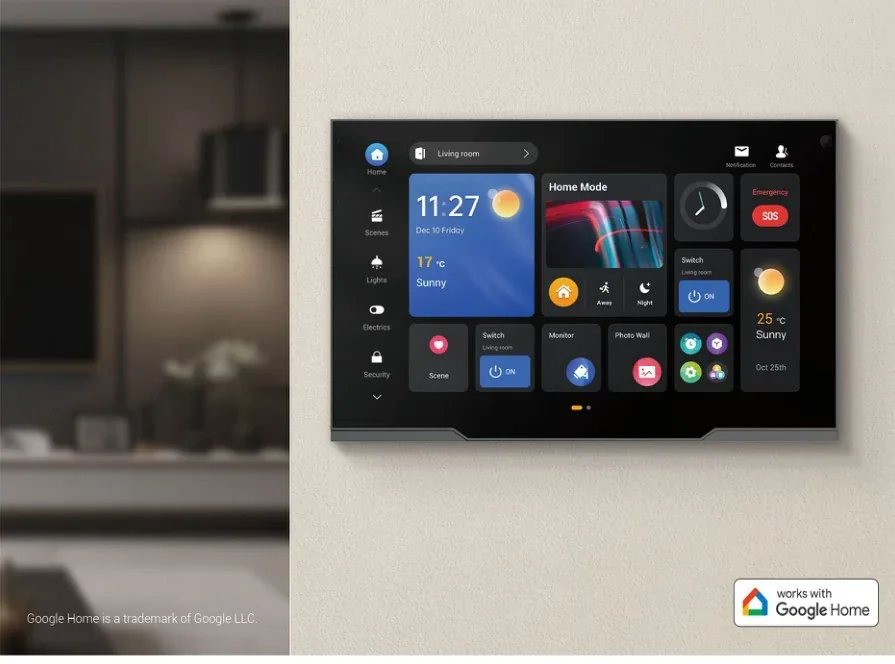 Living room
Notification
Contacts
Home
Scenes
Lights
Electrics
Security
11:27
Dec 10 Friday
17 °C
Sunny
Home Mode
Away
Night
Emergency
SOS
Switch
Living room
ON
25 °C
Sunny
Oct 25th
Scene
Switch
Living room
ON
Monitor
Photo Wall
Google Home is a trademark of Google LLC.
works with
Google Home